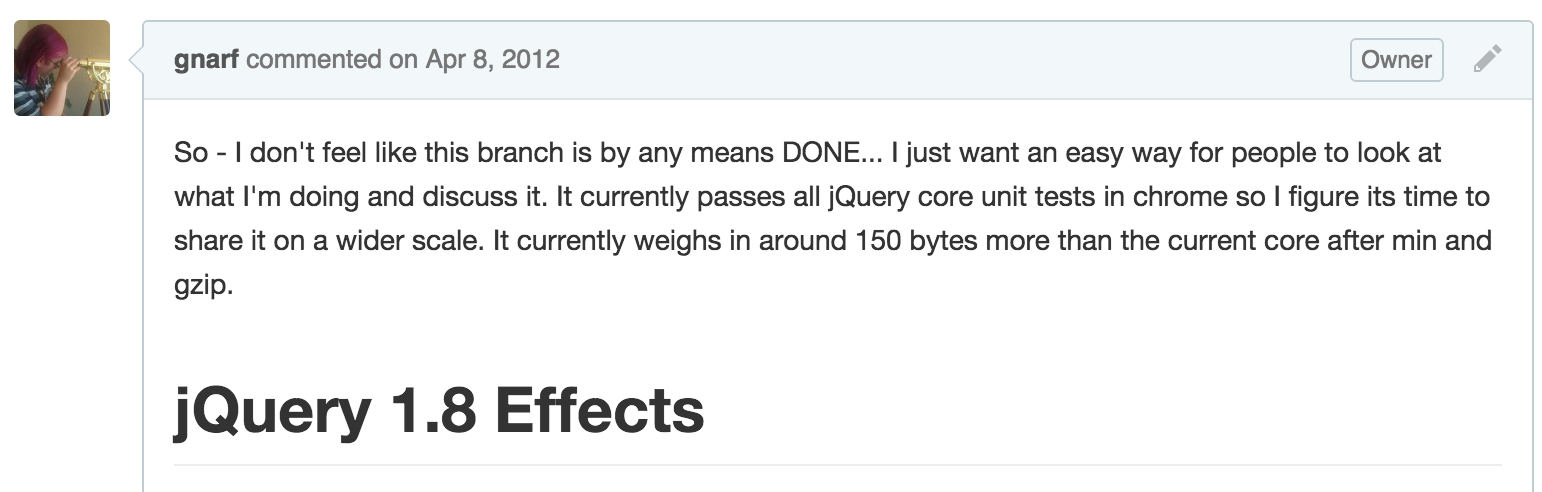 gnarf commented on Apr 8, 2012
Owner
So - I don't feel like this branch is by any means DONE... I just want an easy way for people to look at
what I'm doing and discuss it. It currently passes all jQuery core unit tests in chrome so I figure its time to
share it on a wider scale. It currently weighs in around 150 bytes more than the current core after min and
gzip.
jQuery 1.8 Effects